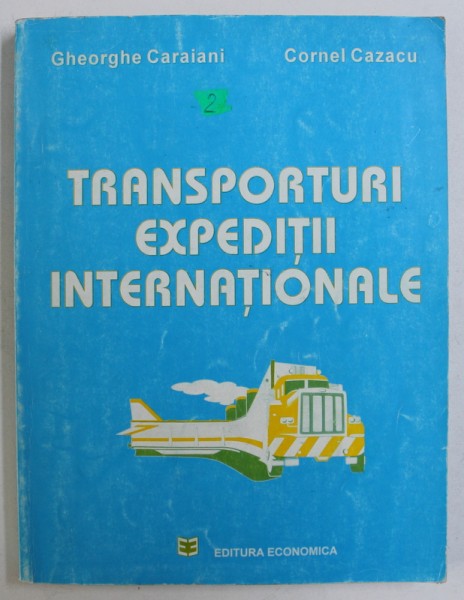 Gheorghe Caraiani Cornel Cazacu
2
TRANSPORTURI
EXPEDIȚII
INTERNAȚIONALE
EDITURA ECONOMICA